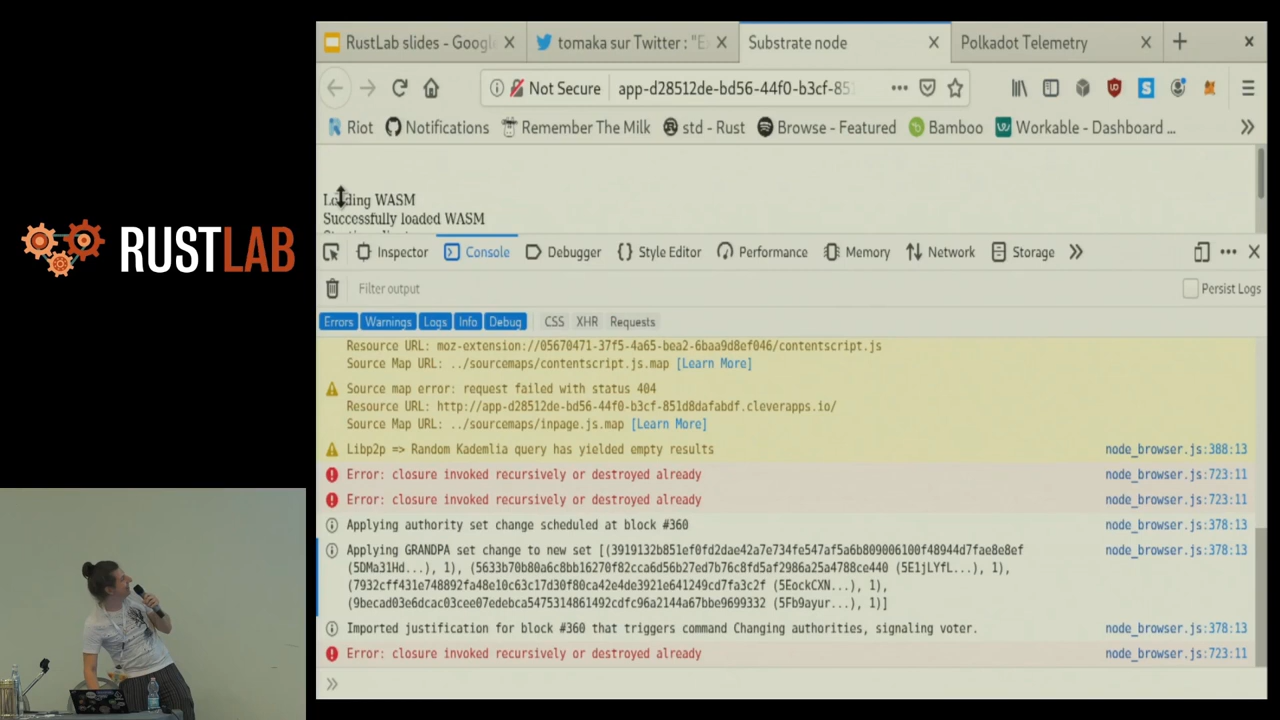 RUSTLAB
RustLab slides - Google
tomaka sur Twitter : "E
Substrate node
Polkadot Telemetry
Not Secure
app-d28512de-bd56-44f0-b3cf-851
Riot
Notifications
Remember The Milk
std - Rust
Browse - Featured
Bamboo
Workable - Dashboard ...
Loading WASM
Successfully loaded WASM
Inspector
Console
Debugger
Style Editor
Performance
Memory
Network
Storage
Filter output
Persist Logs
Errors
Warnings
Logs
Info
Debug
CSS
XHR
Requests
Resource URL: moz-extension://05670471-37f5-4a65-bea2-6baa9d8ef046/contentscript.js
Source Map URL: ../sourcemaps/contentscript.js.map [Learn More]
Source map error: request failed with status 404
Resource URL: http://app-d28512de-bd56-44f0-b3cf-851d8dafabdf.cleverapps.io/
Source Map URL: ../sourcemaps/inpage.js.map [Learn More]
Libp2p => Random Kademlia query has yielded empty results node_browser.js:388:13
Error: closure invoked recursively or destroyed already node_browser.js:723:11
Error: closure invoked recursively or destroyed already node_browser.js:723:11
Applying authority set change scheduled at block #360 node_browser.js:378:13
Applying GRANDPA set change to new set [(3919132b851ef0fd2dae42a7e734fe547af5a6b809006100f48944d7fae8e8ef node_browser.js:378:13
(5DMa31Hd...), 1), (5633b70b80a6c8bb16270f82cca6d56b27ed7b76c8fd5af2986a25a4788ce440 (5E1jLYfL...), 1),
(7932cff431e748892fa48e10c63c17d30f80ca42e4de3921e641249cd7fa3c2f (5EockCXN...), 1),
(9becad03e6dcac03cee07edebca5475314861492cdfc96a2144a67bbe9699332 (5Fb9ayur...), 1)]
Imported justification for block #360 that triggers command Changing authorities, signaling voter. node_browser.js:378:13
Error: closure invoked recursively or destroyed already node_browser.js:723:11